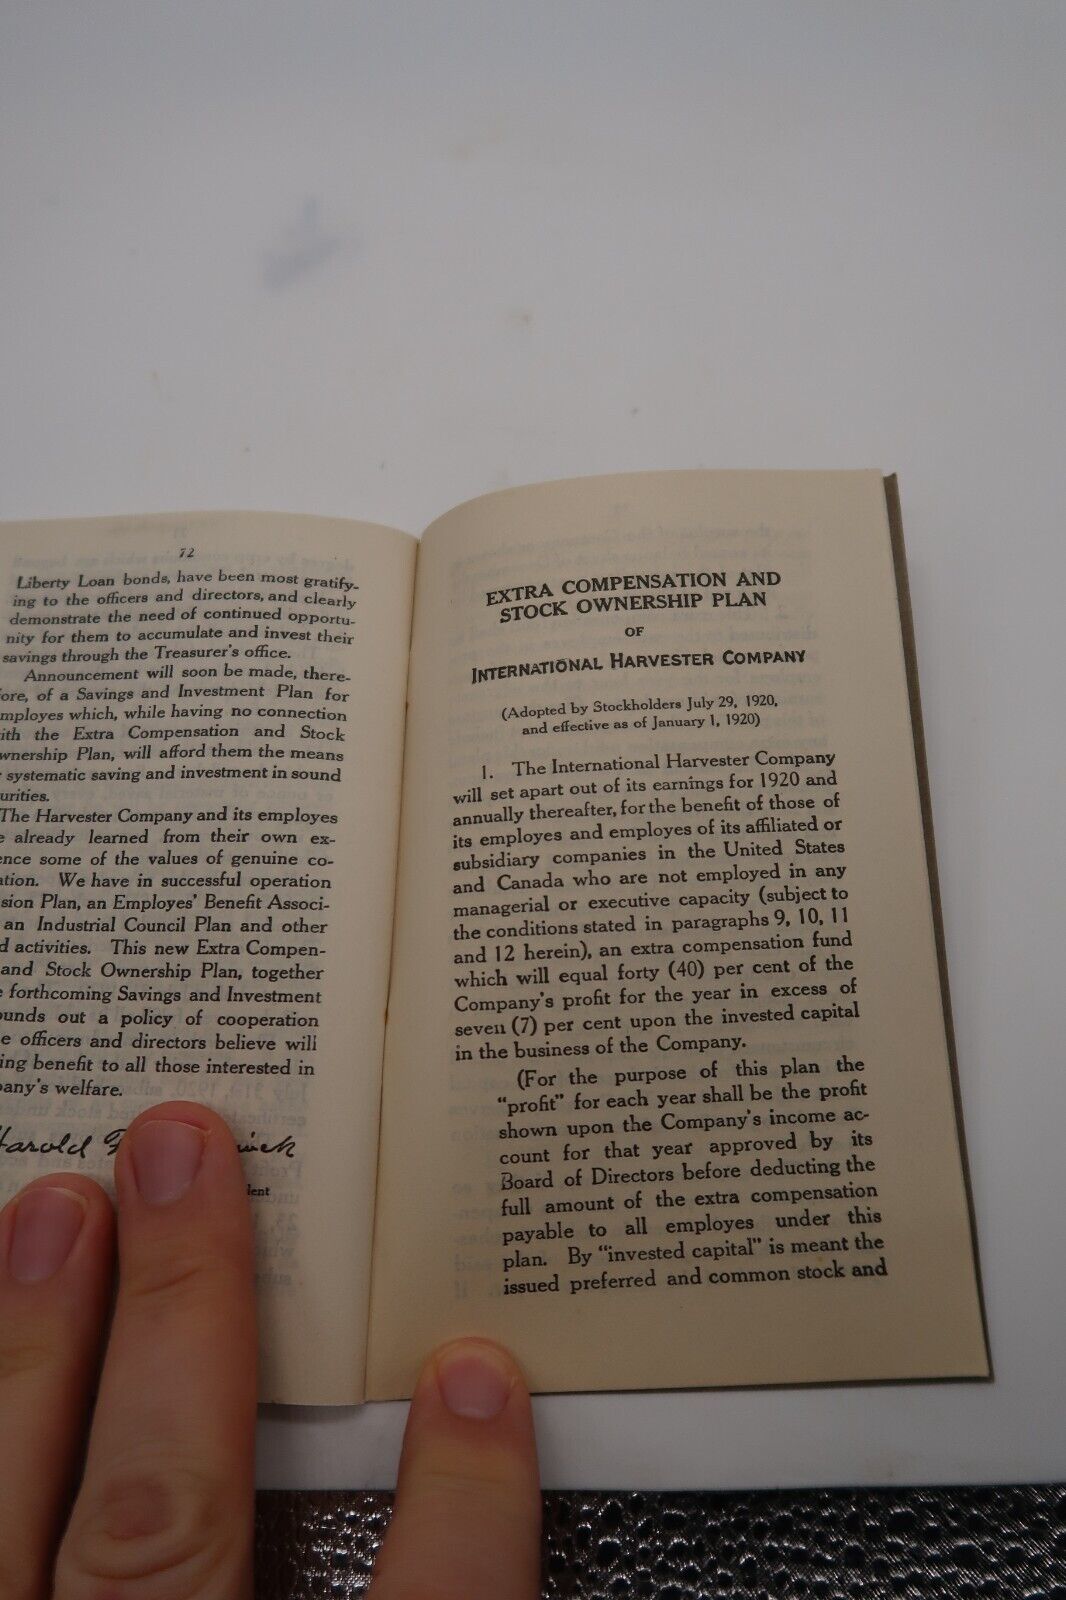 72
Liberty Loan bonds, have been most gratify-
ing to the officers and directors, and clearly
demonstrate the need of continued opportu-
nity for them to accumulate and invest their
savings through the Treasurer's office.
Announcement will soon be made, there-
fore, of a Savings and Investment Plan for
employes which, while having no connection
with the Extra Compensation and Stock
Ownership Plan, will afford them the means
systematic saving and investment in sound
urities.
The Harvester Company and its employes
e already learned from their own ex-
ence some of the values of genuine co-
ation. We have in successful operation
sion Plan, an Employes' Benefit Associ-
an Industrial Council Plan and other
d activities. This new Extra Compen-
and Stock Ownership Plan, together
e forthcoming Savings and Investment
ounds out a policy of cooperation
e officers and directors believe will
ing benefit to all those interested in
pany's welfare.
Harold
dent
EXTRA COMPENSATION AND
STOCK OWNERSHIP PLAN
OF
INTERNATIONAL HARVESTER COMPANY
(Adopted by Stockholders July 29, 1920,
and effective as of January 1, 1920)
1. The International Harvester Company
will set apart out of its earnings for 1920 and
annually thereafter, for the benefit of those of
its employes and employes of its affiliated or
subsidiary companies in the United States
and Canada who are not employed in any
managerial or executive capacity (subject to
the conditions stated in paragraphs 9, 10, 11
and 12 herein), an extra compensation fund
which will equal forty (40) per cent of the
Company's profit for the year in excess of
seven (7) per cent upon the invested capital
in the business of the Company.
(For the purpose of this plan the
"profit" for each year shall be the profit
shown upon the Company's income ac-
count for that year approved by its
Board of Directors before deducting the
full amount of the extra compensation
payable to all employes under this
plan. By "invested capital" is meant the
issued preferred and common stock and